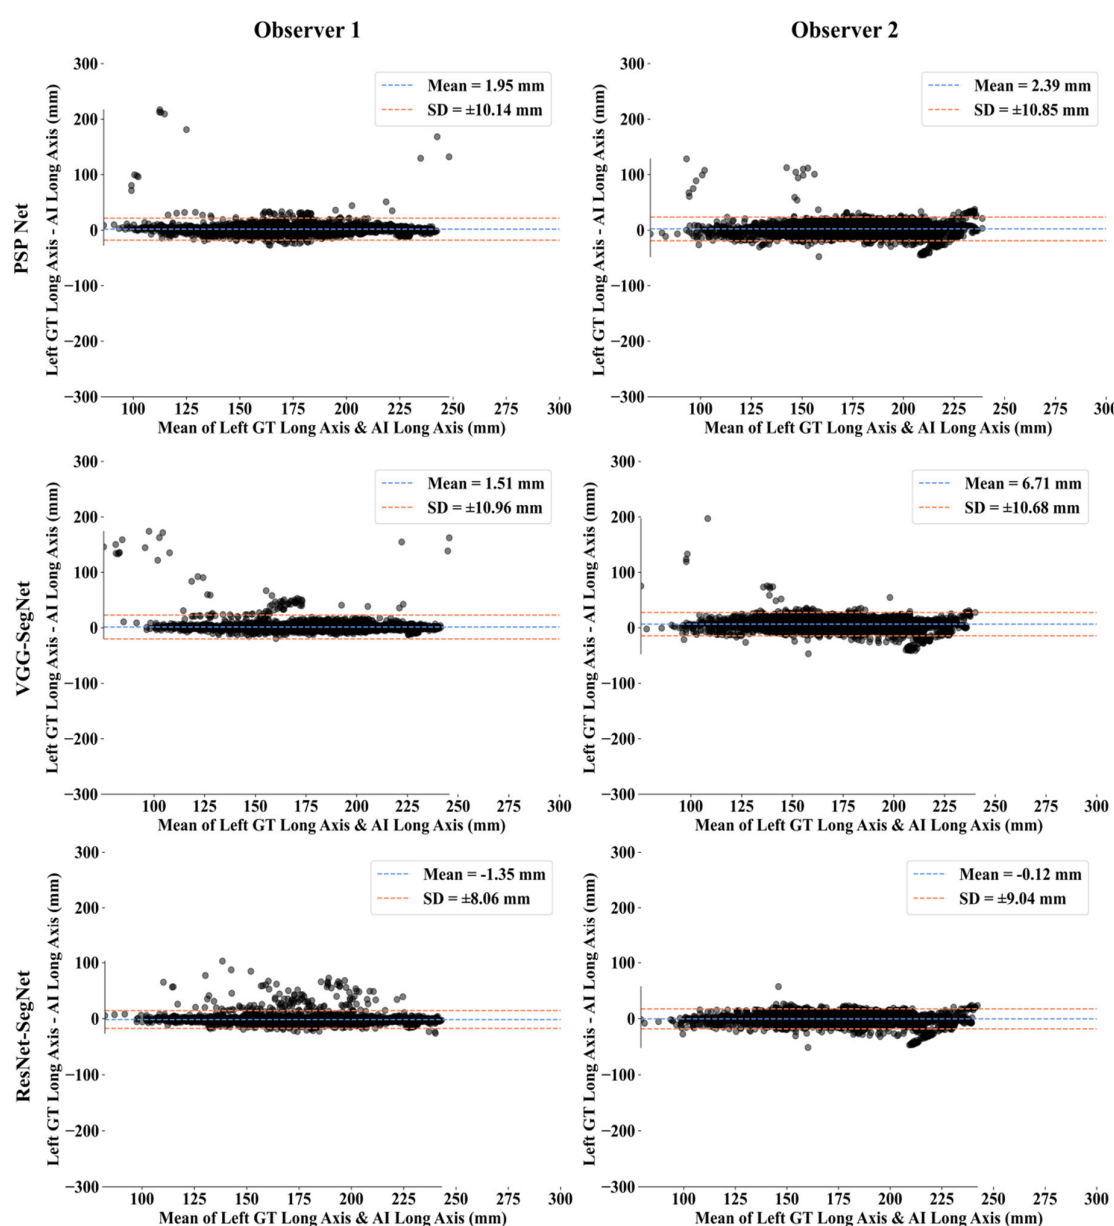 Observer 1
Observer 2
PSP Net
Left GT Long Axis - AI Long Axis (mm)
300
200
100
0
−100
−200
−300
Mean = 1.95 mm
SD = ±10.14 mm
100 125 150 175 200 225 250 275 300
Mean of Left GT Long Axis & AI Long Axis (mm)
Left GT Long Axis - AI Long Axis (mm)
300
200
100
0
−100
−200
−300
Mean = 2.39 mm
SD = ±10.85 mm
100 125 150 175 200 225 250 275 300
Mean of Left GT Long Axis & AI Long Axis (mm)
VGG-SegNet
Left GT Long Axis - AI Long Axis (mm)
300
200
100
0
−100
−200
−300
Mean = 1.51 mm
SD = ±10.96 mm
100 125 150 175 200 225 250 275 300
Mean of Left GT Long Axis & AI Long Axis (mm)
Left GT Long Axis - AI Long Axis (mm)
300
200
100
0
−100
−200
−300
Mean = 6.71 mm
SD = ±10.68 mm
100 125 150 175 200 225 250 275 300
Mean of Left GT Long Axis & AI Long Axis (mm)
ResNet-SegNet
Left GT Long Axis - AI Long Axis (mm)
300
200
100
0
−100
−200
−300
Mean = -1.35 mm
SD = ±8.06 mm
100 125 150 175 200 225 250 275 300
Mean of Left GT Long Axis & AI Long Axis (mm)
Left GT Long Axis - AI Long Axis (mm)
300
200
100
0
−100
−200
−300
Mean = -0.12 mm
SD = ±9.04 mm
100 125 150 175 200 225 250 275 300
Mean of Left GT Long Axis & AI Long Axis (mm)